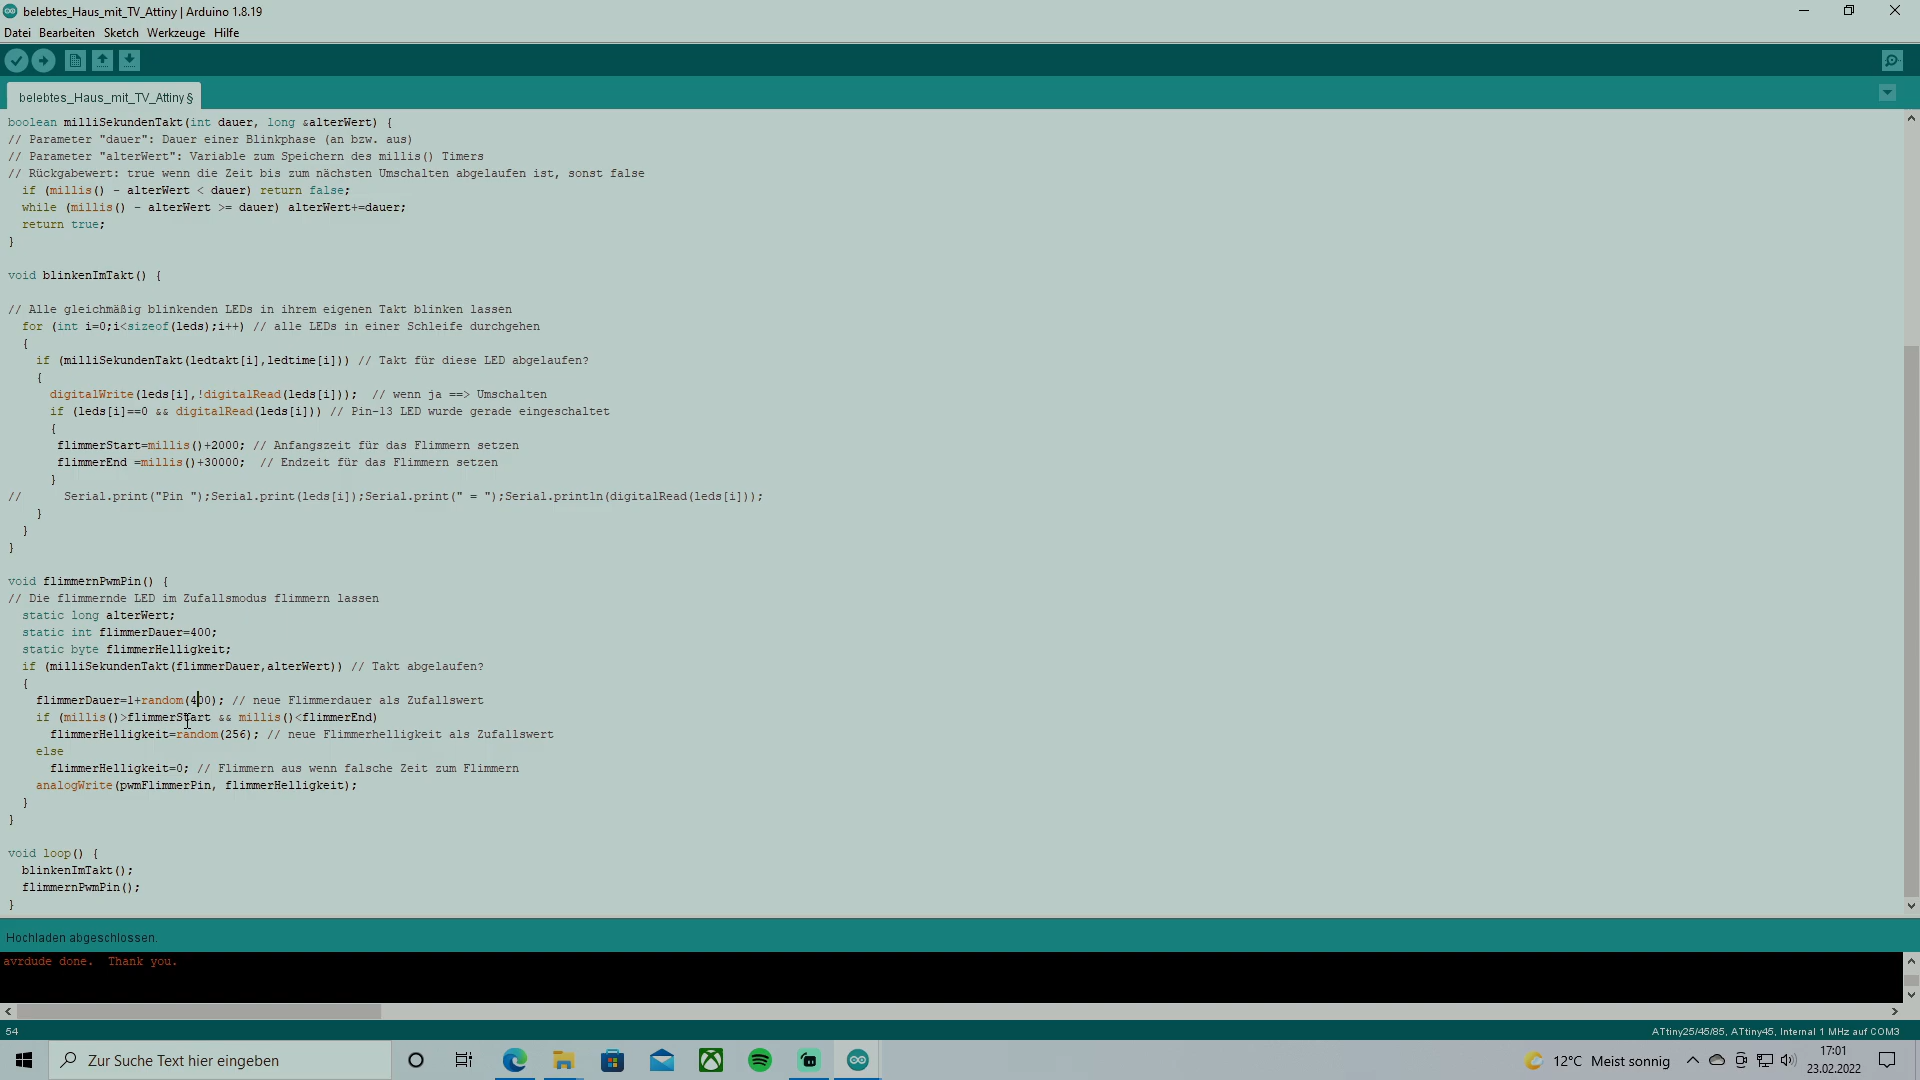 belebtes_Haus_mit_TV_Attiny | Arduino 1.8.19
Datei Bearbeiten Sketch Werkzeuge Hilfe
belebtes_Haus_mit_TV_Attiny §
boolean milliSekundenTakt(int dauer, long &alterWert) {
// Parameter "dauer": Dauer einer Blinkphase (an bzw. aus)
// Parameter "alterWert": Variable zum Speichern des millis() Timers
// Rückgabewert: true wenn die Zeit bis zum nächsten Umschalten abgelaufen ist, sonst false
if (millis() - alterWert < dauer) return false;
while (millis() - alterWert >= dauer) alterWert+=dauer;
return true;
}
void blinkenImTakt() {
// Alle gleichmäßig blinkenden LEDs in ihrem eigenen Takt blinken lassen
for (int i=0;i<sizeof(leds);i++) // alle LEDs in einer Schleife durchgehen
{
if (milliSekundenTakt(ledtakt[i],ledtime[i])) // Takt für diese LED abgelaufen?
{
digitalWrite(leds[i],!digitalRead(leds[i])); // wenn ja ==> Umschalten
if (leds[i]==0 && digitalRead(leds[i])) // Pin-13 LED wurde gerade eingeschaltet
{
flimmerStart=millis()+2000; // Anfangszeit für das Flimmern setzen
flimmerEnd =millis()+30000; // Endzeit für das Flimmern setzen
}
// Serial.print("Pin ");Serial.print(leds[i]);Serial.print(" = ");Serial.println(digitalRead(leds[i]));
}
}
}
void flimmernPwmPin() {
// Die flimmernde LED im Zufallsmodus flimmern lassen
static long alterWert;
static int flimmerDauer=400;
static byte flimmerHelligkeit;
if (milliSekundenTakt(flimmerDauer,alterWert)) // Takt abgelaufen?
{
flimmerDauer=1+random(400); // neue Flimmerdauer als Zufallswert
if (millis()>flimmerStart && millis()<flimmerEnd)
flimmerHelligkeit=random(256); // neue Flimmerhelligkeit als Zufallswert
else
flimmerHelligkeit=0; // Flimmern aus wenn falsche Zeit zum Flimmern
analogWrite(pwmFlimmerPin, flimmerHelligkeit);
}
}
void loop() {
blinkenImTakt();
flimmernPwmPin();
}
Hochladen abgeschlossen.
avrdude done. Thank you.
54 ATtiny25/45/85, ATtiny45, Internal 1 MHz auf COM3
Zur Suche Text hier eingeben 12°C Meist sonnig 17:01
23.02.2022